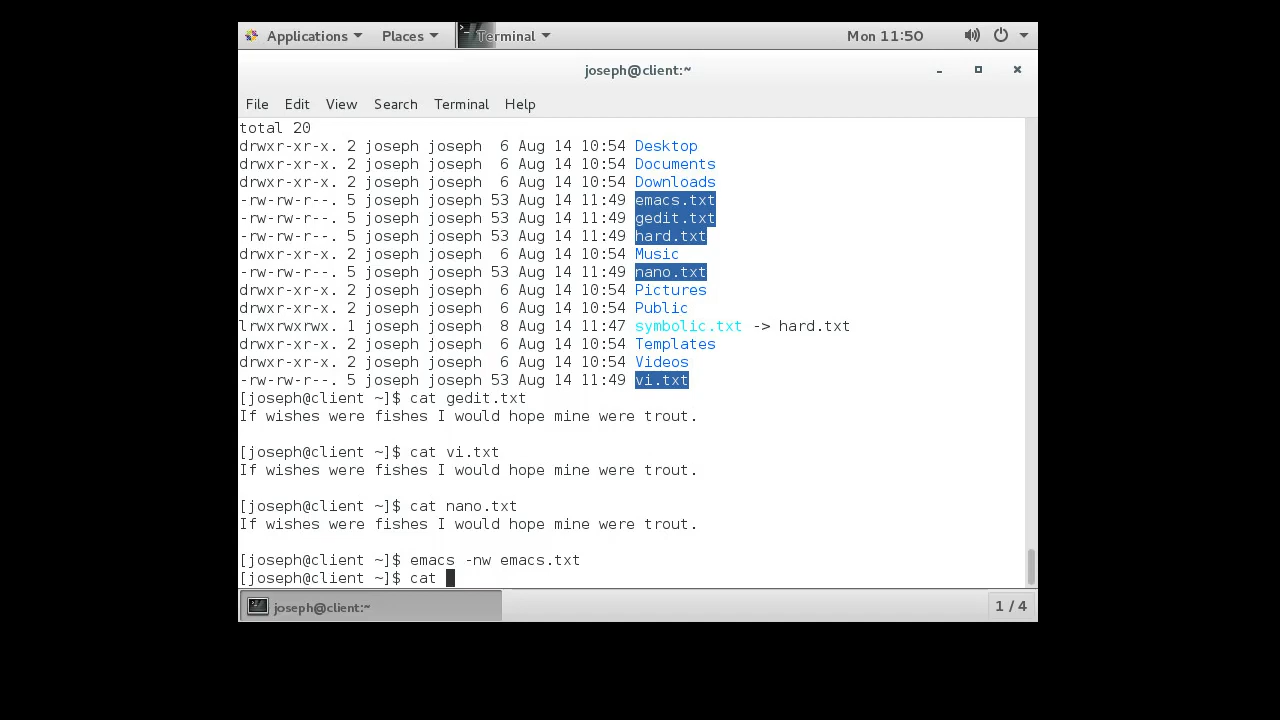 Applications Places Terminal Mon 11:50
joseph@client:~
File Edit View Search Terminal Help
total 20
drwxr-xr-x. 2 joseph joseph  6 Aug 14 10:54 Desktop
drwxr-xr-x. 2 joseph joseph  6 Aug 14 10:54 Documents
drwxr-xr-x. 2 joseph joseph  6 Aug 14 10:54 Downloads
-rw-rw-r--. 5 joseph joseph 53 Aug 14 11:49 emacs.txt
-rw-rw-r--. 5 joseph joseph 53 Aug 14 11:49 gedit.txt
-rw-rw-r--. 5 joseph joseph 53 Aug 14 11:49 hard.txt
drwxr-xr-x. 2 joseph joseph  6 Aug 14 10:54 Music
-rw-rw-r--. 5 joseph joseph 53 Aug 14 11:49 nano.txt
drwxr-xr-x. 2 joseph joseph  6 Aug 14 10:54 Pictures
drwxr-xr-x. 2 joseph joseph  6 Aug 14 10:54 Public
lrwxrwxrwx. 1 joseph joseph  8 Aug 14 11:47 symbolic.txt -> hard.txt
drwxr-xr-x. 2 joseph joseph  6 Aug 14 10:54 Templates
drwxr-xr-x. 2 joseph joseph  6 Aug 14 10:54 Videos
-rw-rw-r--. 5 joseph joseph 53 Aug 14 11:49 vi.txt
[joseph@client ~]$ cat gedit.txt
If wishes were fishes I would hope mine were trout.
[joseph@client ~]$ cat vi.txt
If wishes were fishes I would hope mine were trout.
[joseph@client ~]$ cat nano.txt
If wishes were fishes I would hope mine were trout.
[joseph@client ~]$ emacs -nw emacs.txt
[joseph@client ~]$ cat
joseph@client:~ 1 / 4